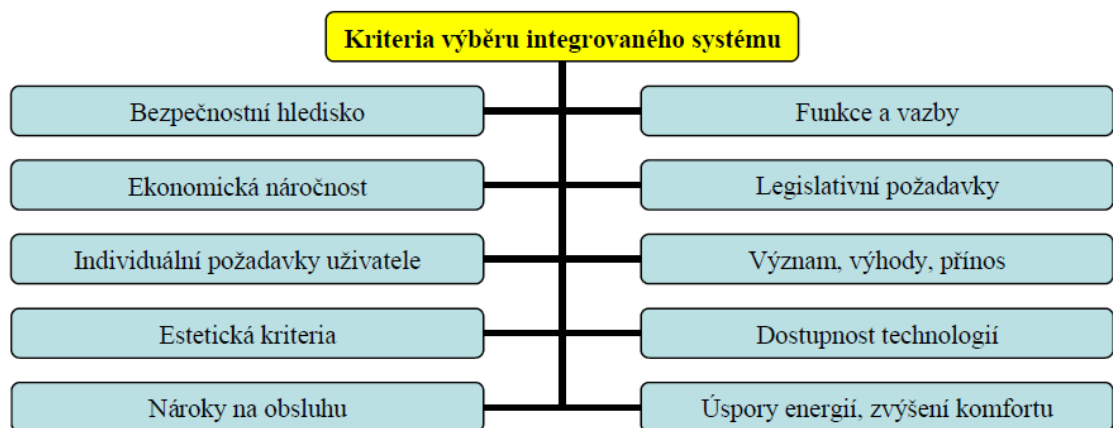 Kriteria výběru integrovaného systému
Bezpečnostní hledisko
Funkce a vazby
Ekonomická náročnost
Legislativní požadavky
Individuální požadavky uživatele
Význam, výhody, přínos
Estetická kriteria
Dostupnost technologií
Nároky na obsluhu
Úspory energií, zvýšení komfortu